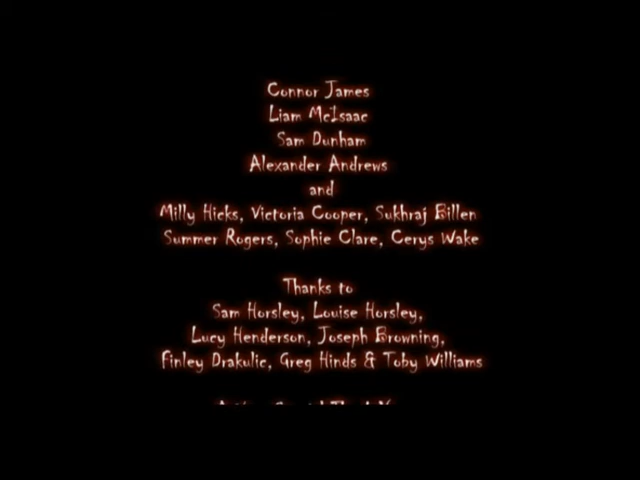 Connor James
Liam McIsaac
Sam Dunham
Alexander Andrews
and
Milly Hicks, Victoria Cooper, Sukhraj Billen
Summer Rogers, Sophie Clare, Cerys Wake
Thanks to
Sam Horsley, Louise Horsley,
Lucy Henderson, Joseph Browning,
Finley Drakulic, Greg Hinds & Toby Williams